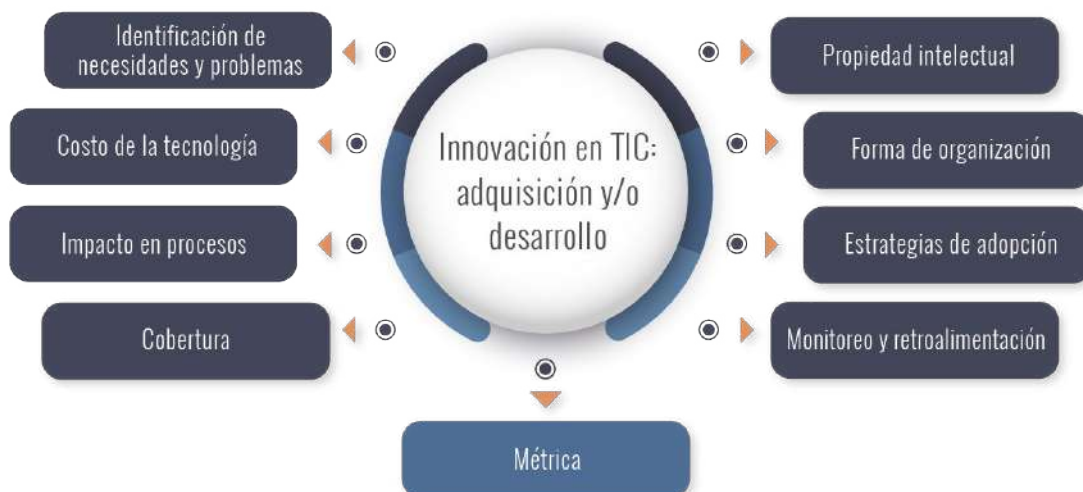 Identificación de
necesidades y problemas
Costo de la tecnología
Impacto en procesos
Cobertura
Innovación en TIC:
adquisición y/o
desarrollo
Propiedad intelectual
Forma de organización
Estrategias de adopción
Monitoreo y retroalimentación
Métrica